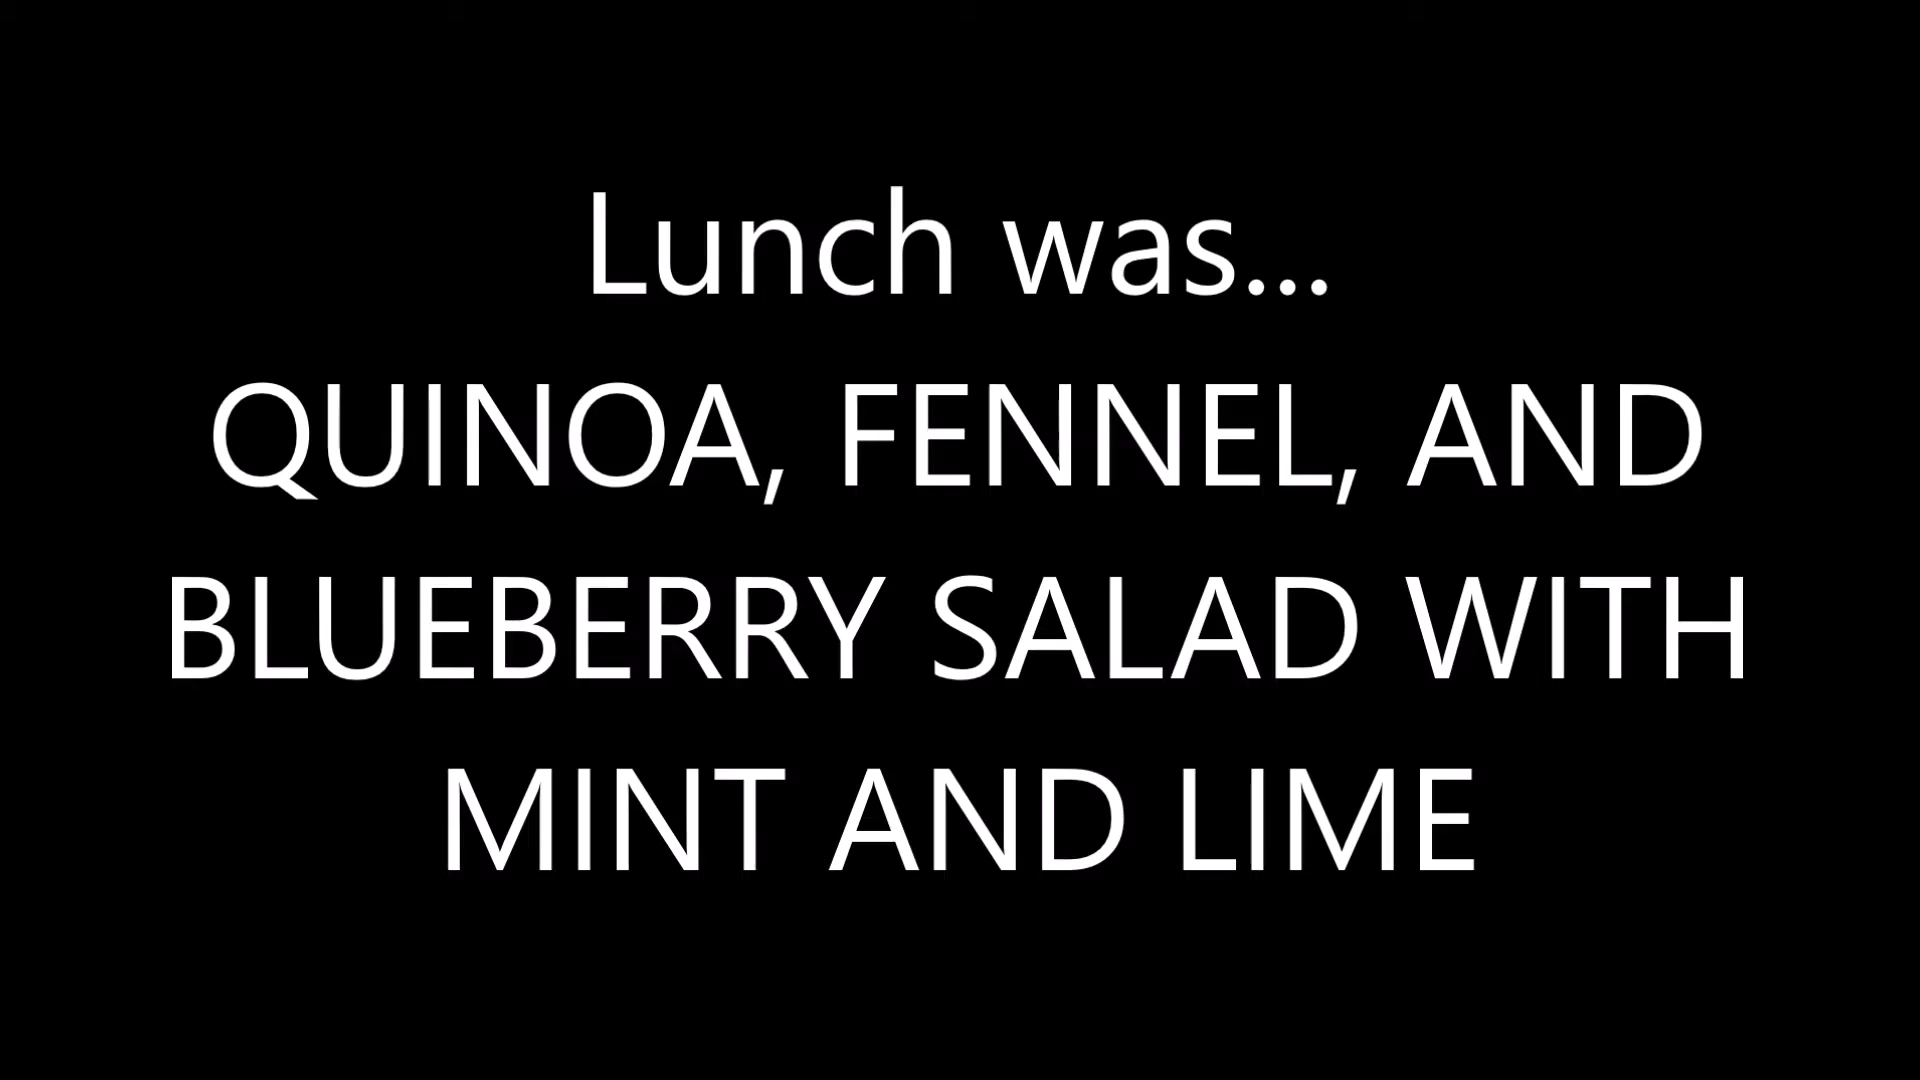 Lunch was...
QUINOA, FENNEL, AND
BLUEBERRY SALAD WITH
MINT AND LIME